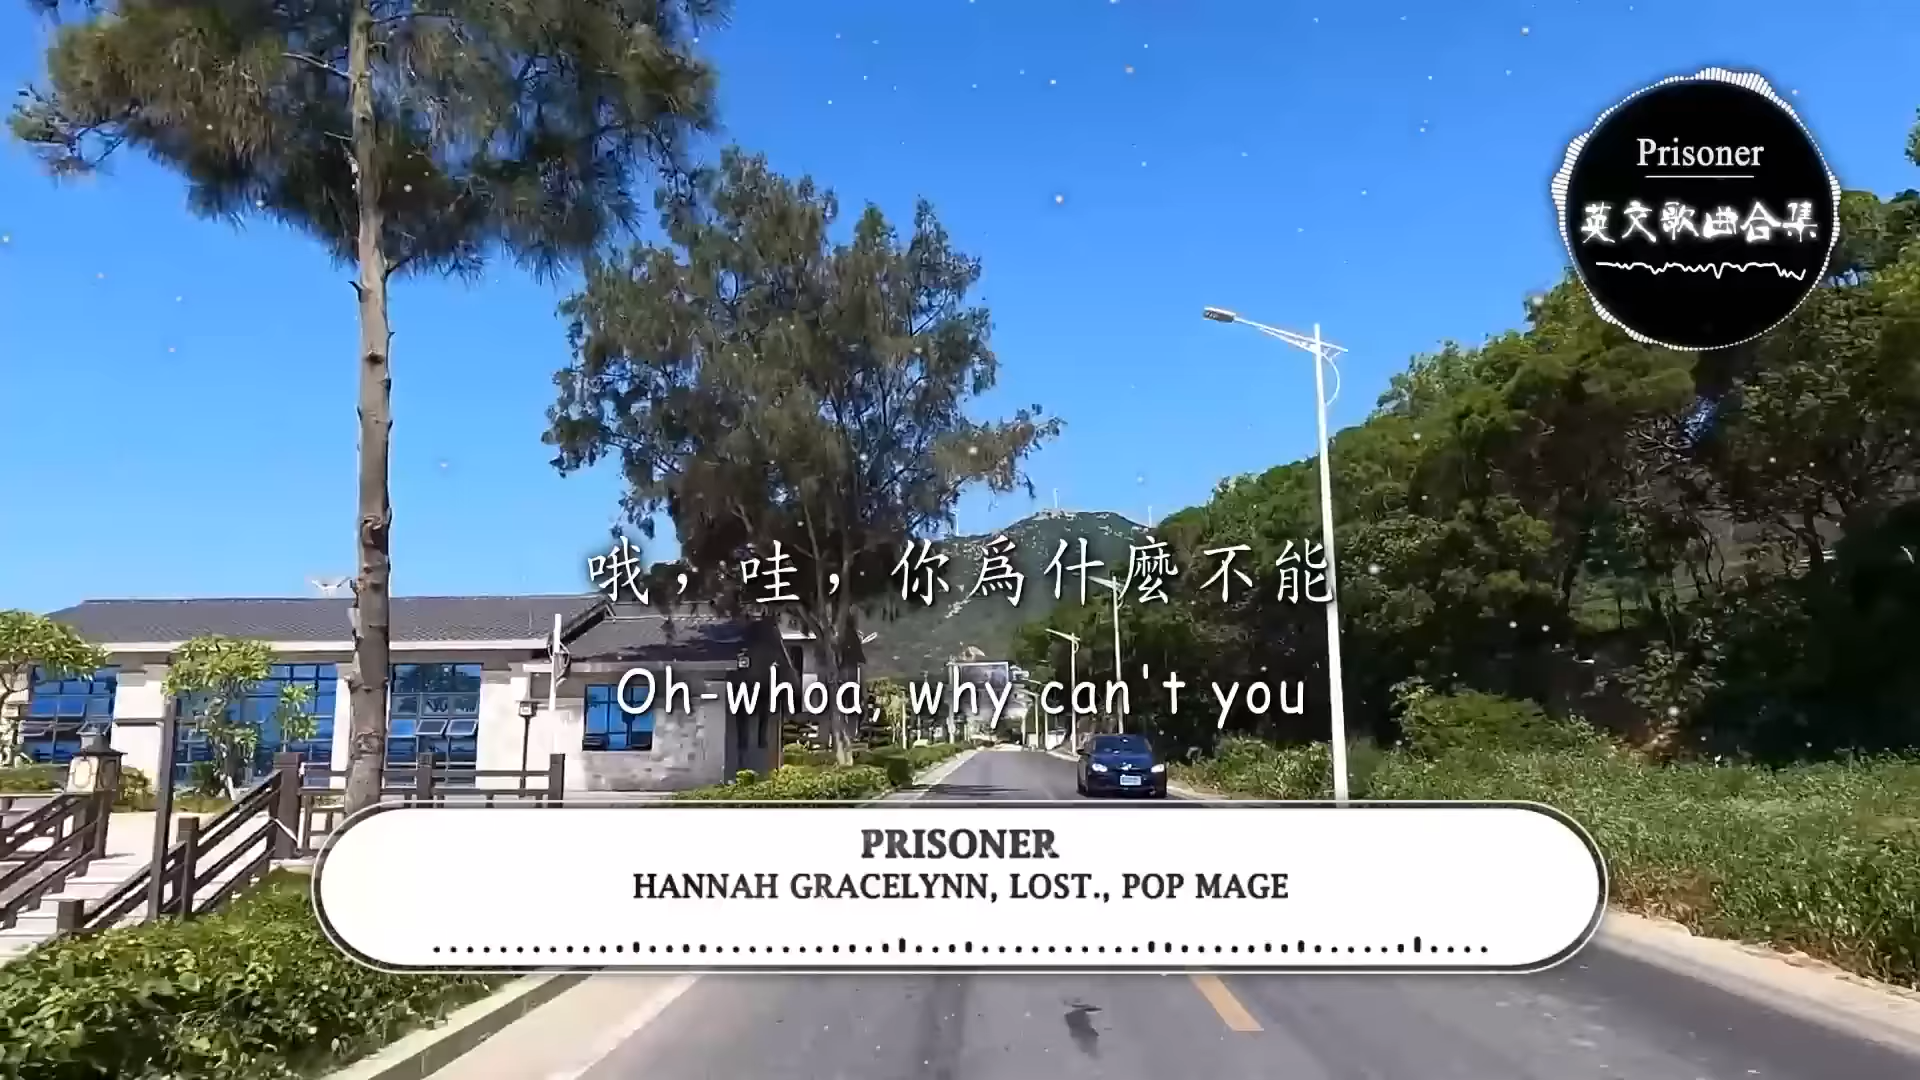 Prisoner
英文歌曲合集
哦，哇，你爲什麼不能
Oh-whoa, why can't you
PRISONER
HANNAH GRACELYNN, LOST., POP MAGE